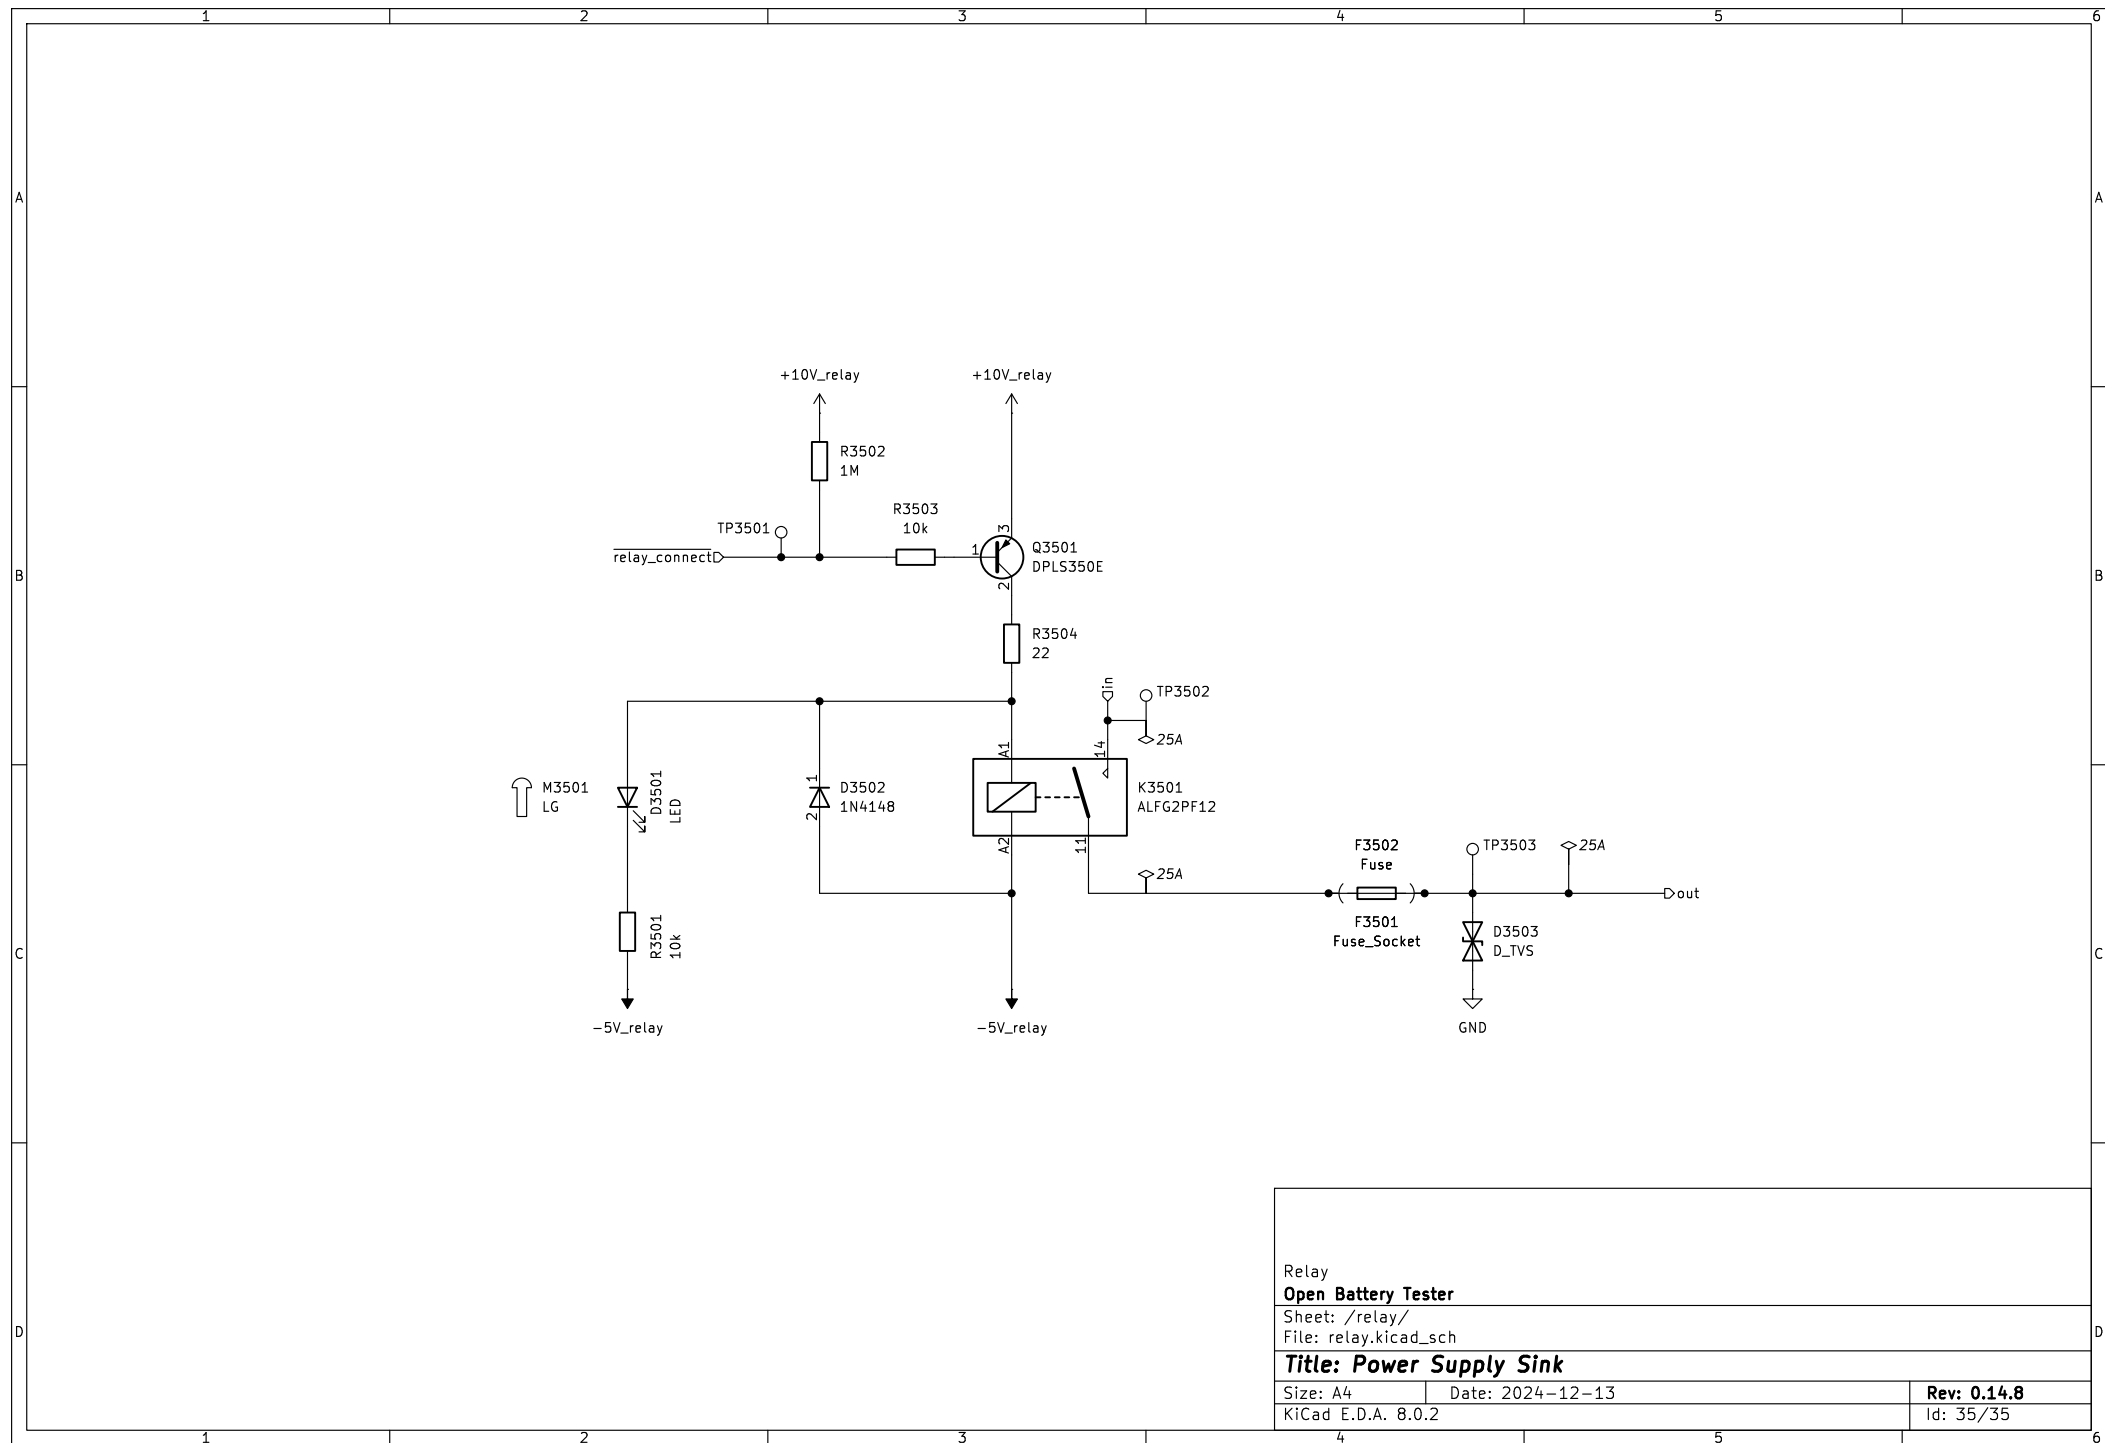 1 2 3 4 5 6
A A
+10V_relay +10V_relay
R3502
1M
R3503
10k
TP3501
relay_connect
1 3 2
Q3501
DPLS350E
B B
R3504
22
in
TP3502
25A
A1 14
M3501
LG
D3501
LED
1 2
D3502
1N4148
K3501
ALFG2PF12
A2 11
25A
F3502
Fuse
TP3503
25A
out
F3501
Fuse_Socket
R3501
10k
D3503
D_TVS
C C
-5V_relay -5V_relay
GND
Relay
Open Battery Tester
Sheet: /relay/
File: relay.kicad_sch
D D
Title: Power Supply Sink
Size: A4 Date: 2024-12-13 Rev: 0.14.8
KiCad E.D.A. 8.0.2 Id: 35/35
1 2 3 4 5 6